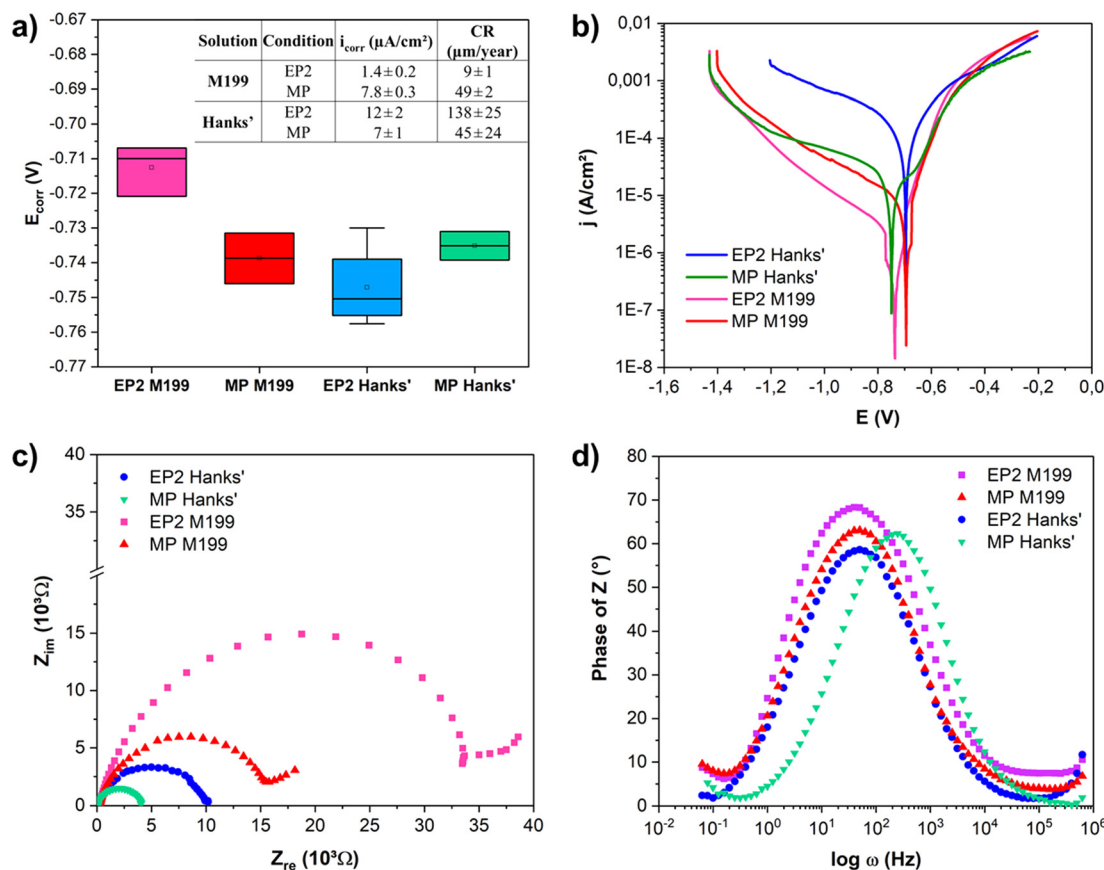 a)
-0.67
-0.68
-0.69
-0.70
-0.71
-0.72
-0.73
-0.74
-0.75
-0.76
-0.77
E_corr (V)
Solution Condition i_corr (µA/cm²) CR (µm/year)
M199 EP2 1.4±0.2 9±1
MP 7.8±0.3 49±2
Hanks' EP2 12±2 138±25
MP 7±1 45±24
EP2 M199 MP M199 EP2 Hanks' MP Hanks'
b)
0,01
0,001
1E-4
1E-5
1E-6
1E-7
1E-8
j (A/cm²)
EP2 Hanks'
MP Hanks'
EP2 M199
MP M199
-1,6 -1,4 -1,2 -1,0 -0,8 -0,6 -0,4 -0,2 0,0
E (V)
c)
40
35
15
10
5
0
Z_im (10³Ω)
EP2 Hanks'
MP Hanks'
EP2 M199
MP M199
0 5 10 15 20 25 30 35 40
Z_re (10³Ω)
d)
80
70
60
50
40
30
20
10
0
Phase of Z (°)
EP2 M199
MP M199
EP2 Hanks'
MP Hanks'
10⁻² 10⁻¹ 10⁰ 10¹ 10² 10³ 10⁴ 10⁵ 10⁶
log ω (Hz)